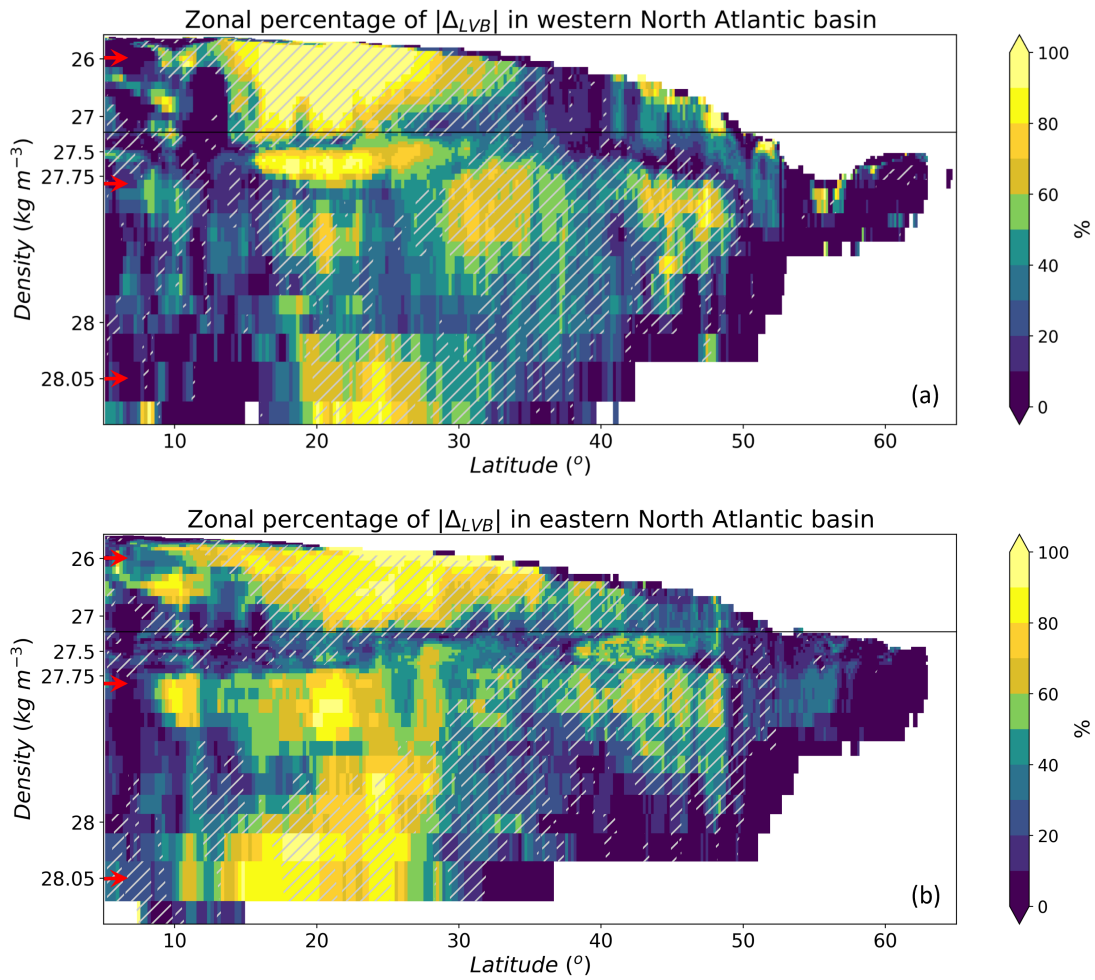 Zonal percentage of |Δ_LVB| in western North Atlantic basin
Density (kg m⁻³)
26
27
27.5
27.75
28
28.05
(a)
10 20 30 40 50 60
Latitude (°)
100
80
60
40
20
0
%
Zonal percentage of |Δ_LVB| in eastern North Atlantic basin
Density (kg m⁻³)
26
27
27.5
27.75
28
28.05
(b)
10 20 30 40 50 60
Latitude (°)
100
80
60
40
20
0
%